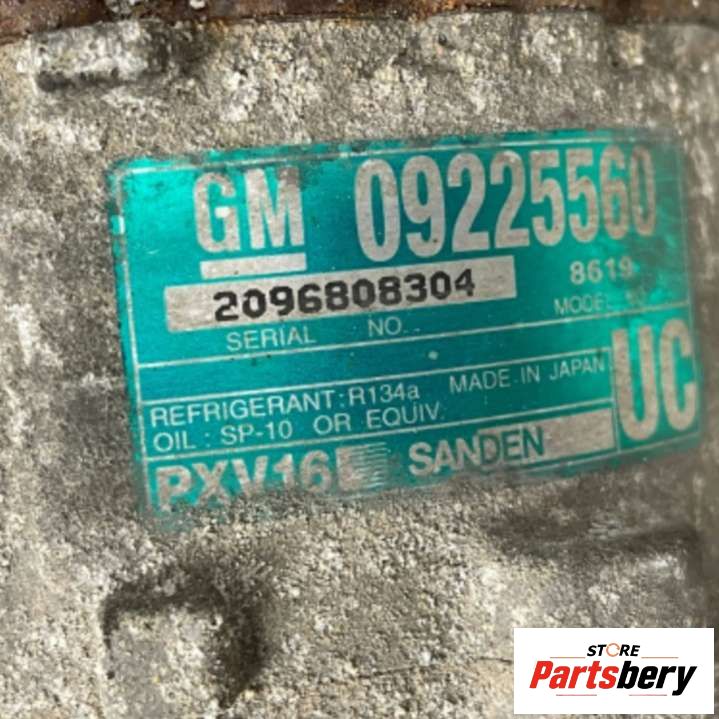 GM 09225560
2096808304 8619
SERIAL NO. MODEL
UC
REFRIGERANT:R134a MADE IN JAPAN
OIL : SP-10 OR EQUIV.
PXV16 SANDEN
STORE
Partsbery